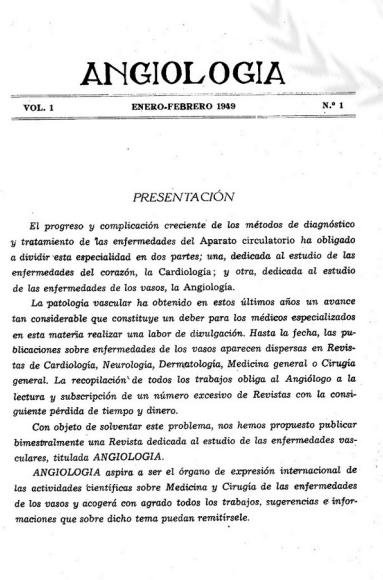 ANGIOLOGIA
VOL. 1 ENERO-FEBRERO 1949 N.º 1
PRESENTACIÓN
El progreso y complicación creciente de los métodos de diagnóstico
y tratamiento de las enfermedades del Aparato circulatorio ha obligado
a dividir esta especialidad en dos partes; una, dedicada al estudio de las
enfermedades del corazón, la Cardiología; y otra, dedicada al estudio
de las enfermedades de los vasos, la Angiología.
La patología vascular ha obtenido en estos últimos años un avance
tan considerable que constituye un deber para los médicos especializados
en esta materia realizar una labor de divulgación. Hasta la fecha, las pu-
blicaciones sobre enfermedades de los vasos aparecen dispersas en Revis-
tas de Cardiología, Neurología, Dermatología, Medicina general o Cirugía
general. La recopilación de todos los trabajos obliga al Angiólogo a la
lectura y subscripción de un número excesivo de Revistas con la consi-
guiente pérdida de tiempo y dinero.
Con objeto de solventar este problema, nos hemos propuesto publicar
bimestralmente una Revista dedicada al estudio de las enfermedades vas-
culares, titulada ANGIOLOGIA.
ANGIOLOGIA aspira a ser el órgano de expresión internacional de
las actividades científicas sobre Medicina y Cirugía de las enfermedades
de los vasos y acogerá con agrado todos los trabajos, sugerencias e infor-
maciones que sobre dicho tema puedan remitírsele.